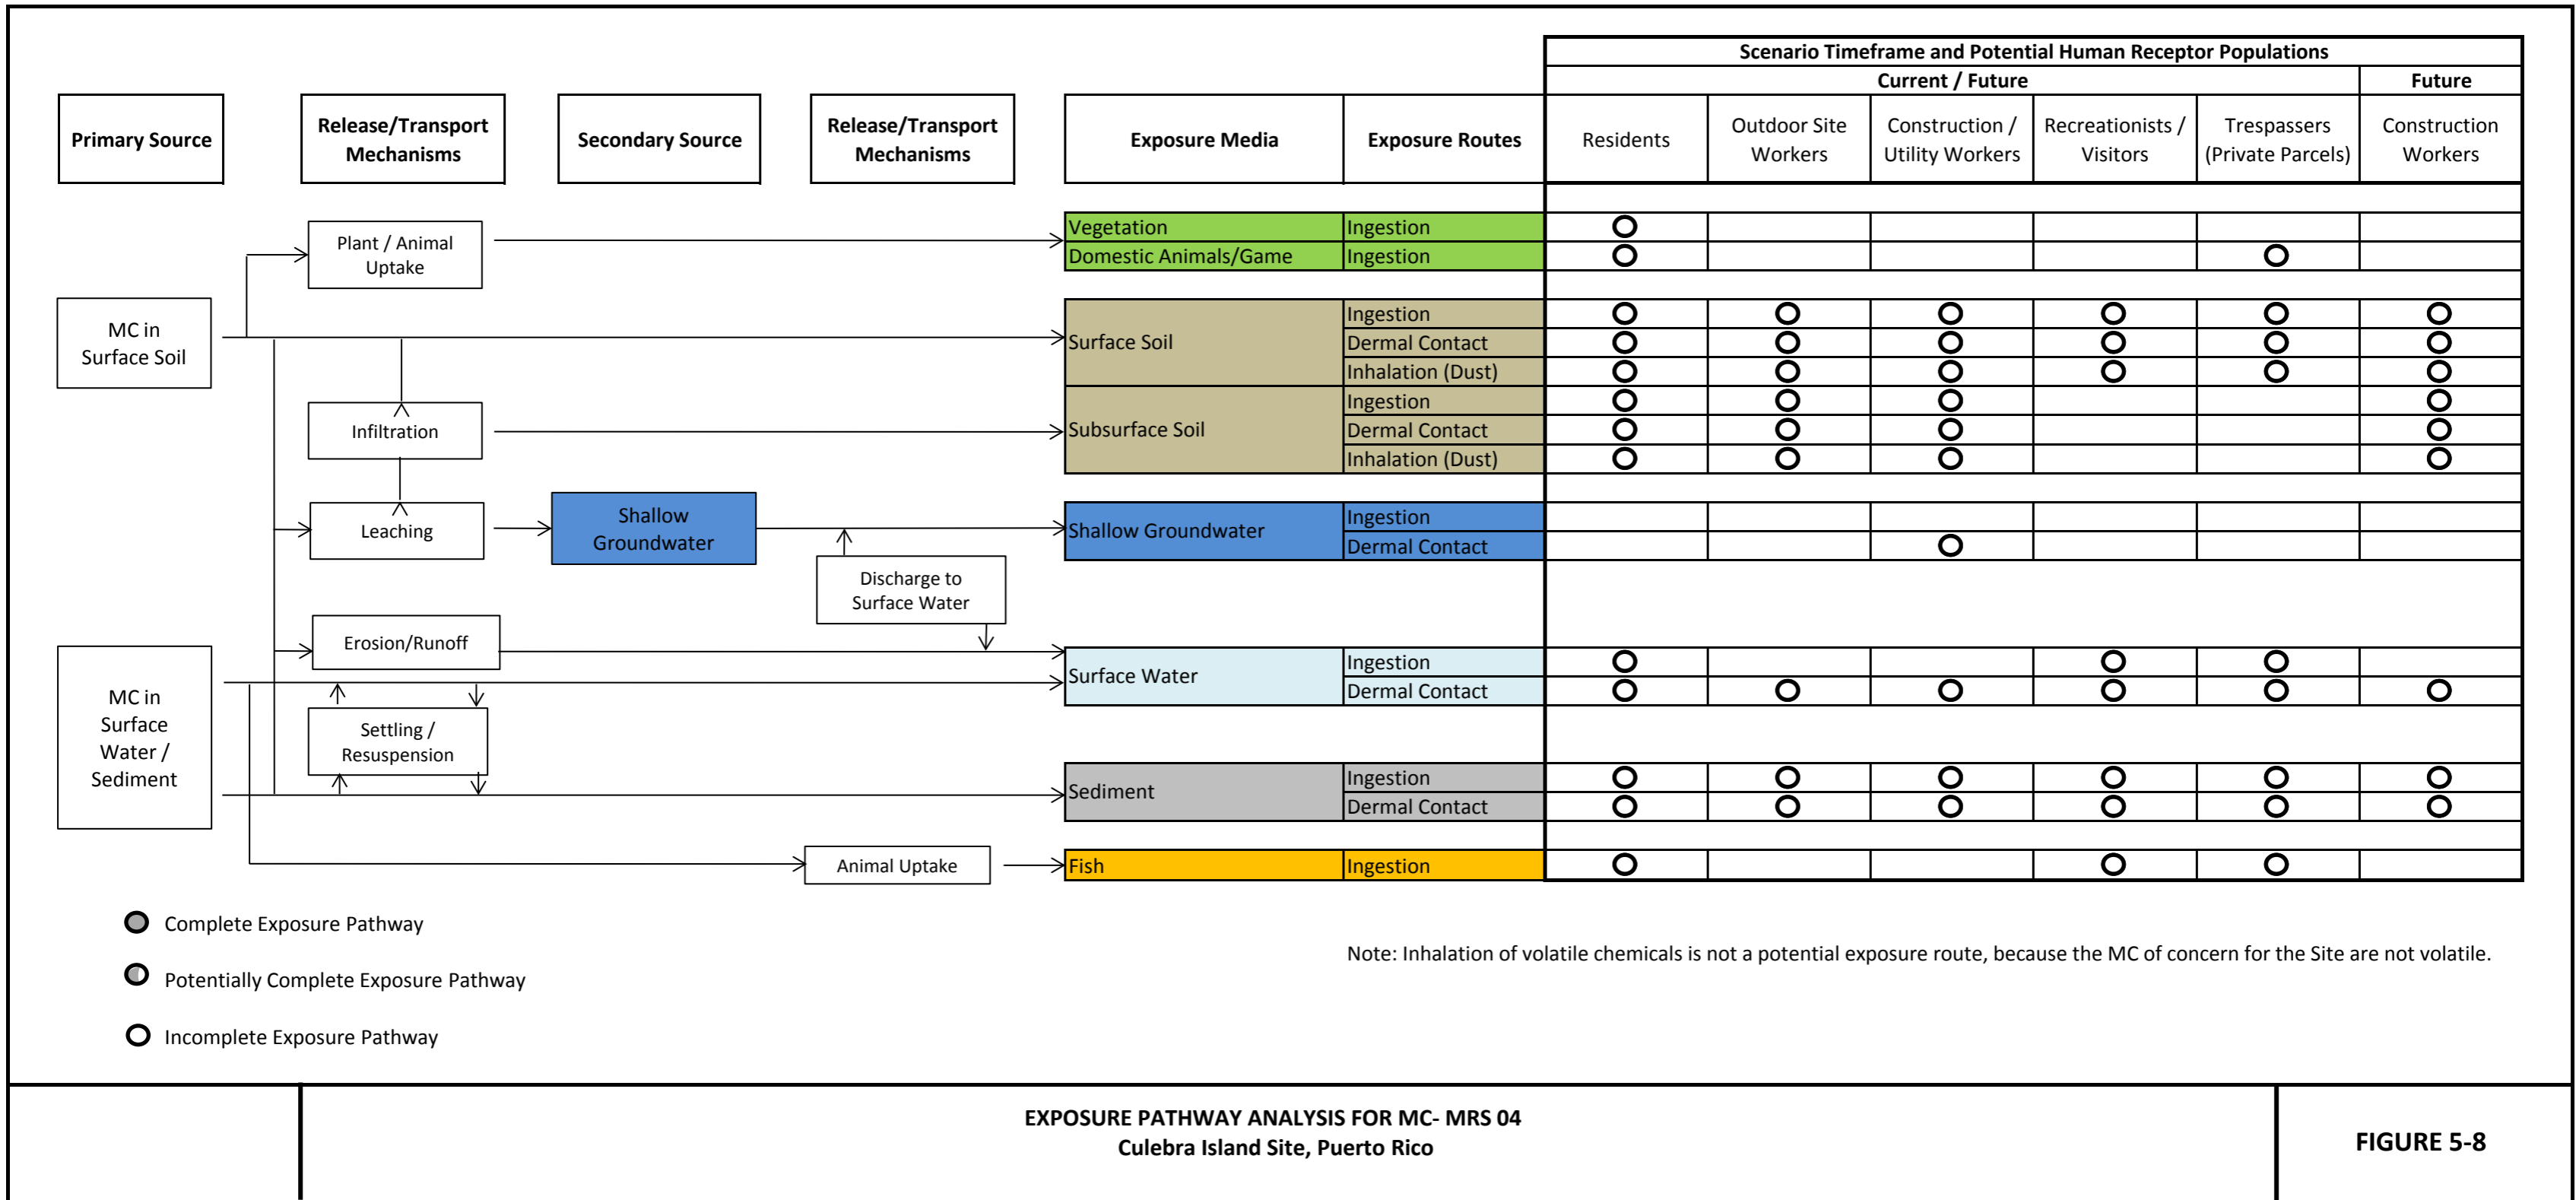 Scenario Timeframe and Potential Human Receptor Populations
Current / Future
Future
Primary Source
Release/Transport
Mechanisms
Secondary Source
Release/Transport
Mechanisms
Exposure Media
Exposure Routes
Residents
Outdoor Site
Workers
Construction /
Utility Workers
Recreationists /
Visitors
Trespassers
(Private Parcels)
Construction
Workers
Plant / Animal
Uptake
Vegetation
Ingestion
Domestic Animals/Game
Ingestion
MC in
Surface Soil
Surface Soil
Ingestion
Dermal Contact
Inhalation (Dust)
Infiltration
Subsurface Soil
Ingestion
Dermal Contact
Inhalation (Dust)
Leaching
Shallow
Groundwater
Shallow Groundwater
Ingestion
Dermal Contact
Discharge to
Surface Water
Erosion/Runoff
MC in
Surface
Water /
Sediment
Surface Water
Ingestion
Dermal Contact
Settling /
Resuspension
Sediment
Ingestion
Dermal Contact
Animal Uptake
Fish
Ingestion
Complete Exposure Pathway
Potentially Complete Exposure Pathway
Incomplete Exposure Pathway
Note: Inhalation of volatile chemicals is not a potential exposure route, because the MC of concern for the Site are not volatile.
EXPOSURE PATHWAY ANALYSIS FOR MC- MRS 04
Culebra Island Site, Puerto Rico
FIGURE 5-8